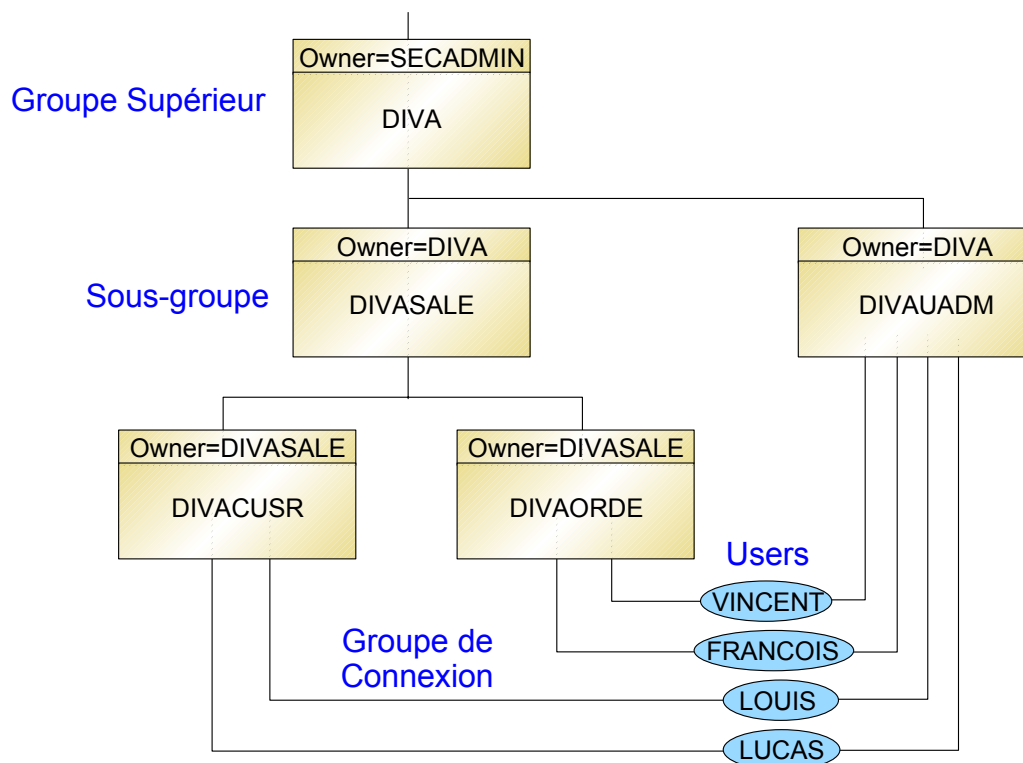 Owner=SECADMIN
Groupe Supérieur
DIVA
Owner=DIVA
Owner=DIVA
Sous-groupe
DIVASALE
DIVAUADM
Owner=DIVASALE
Owner=DIVASALE
DIVACUSR
DIVAORDE
Users
VINCENT
Groupe de
Connexion
FRANCOIS
LOUIS
LUCAS